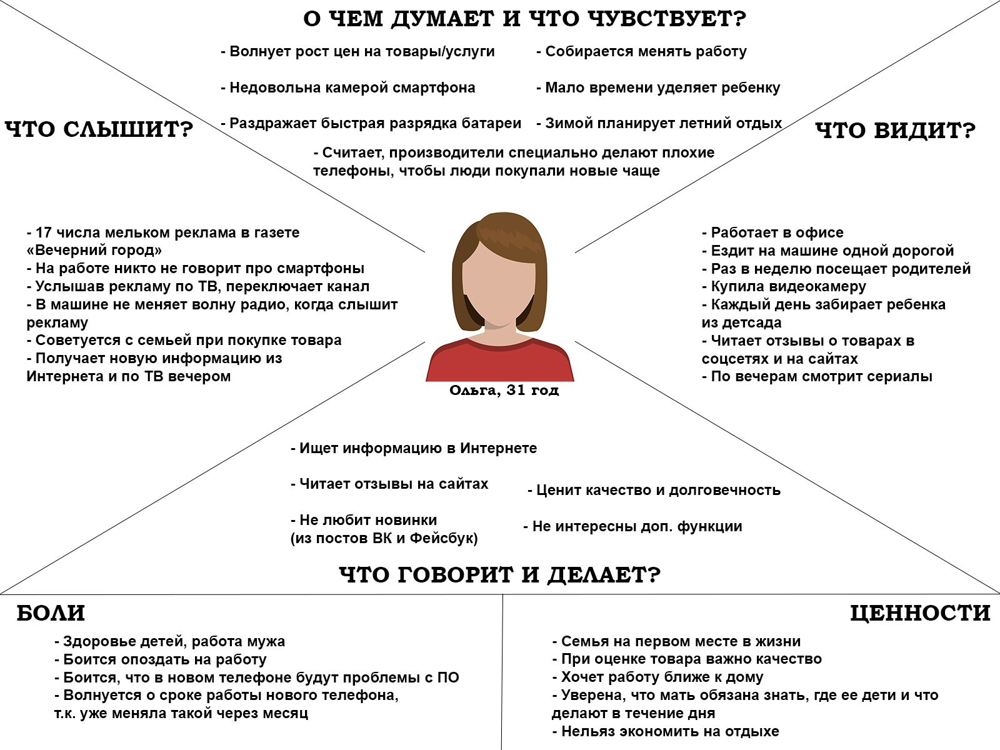 О ЧЕМ ДУМАЕТ И ЧТО ЧУВСТВУЕТ?
- Волнует рост цен на товары/услуги
- Собирается менять работу
- Недовольна камерой смартфона
- Мало времени уделяет ребенку
- Раздражает быстрая разрядка батареи
- Зимой планирует летний отдых
- Считает, производители специально делают плохие
телефоны, чтобы люди покупали новые чаще
ЧТО СЛЫШИТ?
- 17 числа мельком реклама в газете
«Вечерний город»
- На работе никто не говорит про смартфоны
- Услышав рекламу по ТВ, переключает канал
- В машине не меняет волну радио, когда слышит
рекламу
- Советуется с семьей при покупке товара
- Получает новую информацию из
Интернета и по ТВ вечером
ЧТО ВИДИТ?
- Работает в офисе
- Ездит на машине одной дорогой
- Раз в неделю посещает родителей
- Купила видеокамеру
- Каждый день забирает ребенка
из детсада
- Читает отзывы о товарах в
соцсетях и на сайтах
- По вечерам смотрит сериалы
Ольга, 31 год
- Ищет информацию в Интернете
- Читает отзывы на сайтах
- Не любит новинки
(из постов ВК и Фейсбук)
- Ценит качество и долговечность
- Не интересны доп. функции
ЧТО ГОВОРИТ И ДЕЛАЕТ?
БОЛИ
- Здоровье детей, работа мужа
- Боится опоздать на работу
- Боится, что в новом телефоне будут проблемы с ПО
- Волнуется о сроке работы нового телефона,
т.к. уже меняла такой через месяц
ЦЕННОСТИ
- Семья на первом месте в жизни
- При оценке товара важно качество
- Хочет работу ближе к дому
- Уверена, что мать обязана знать, где ее дети и что
делают в течение дня
- Нельяз экономить на отдыхе